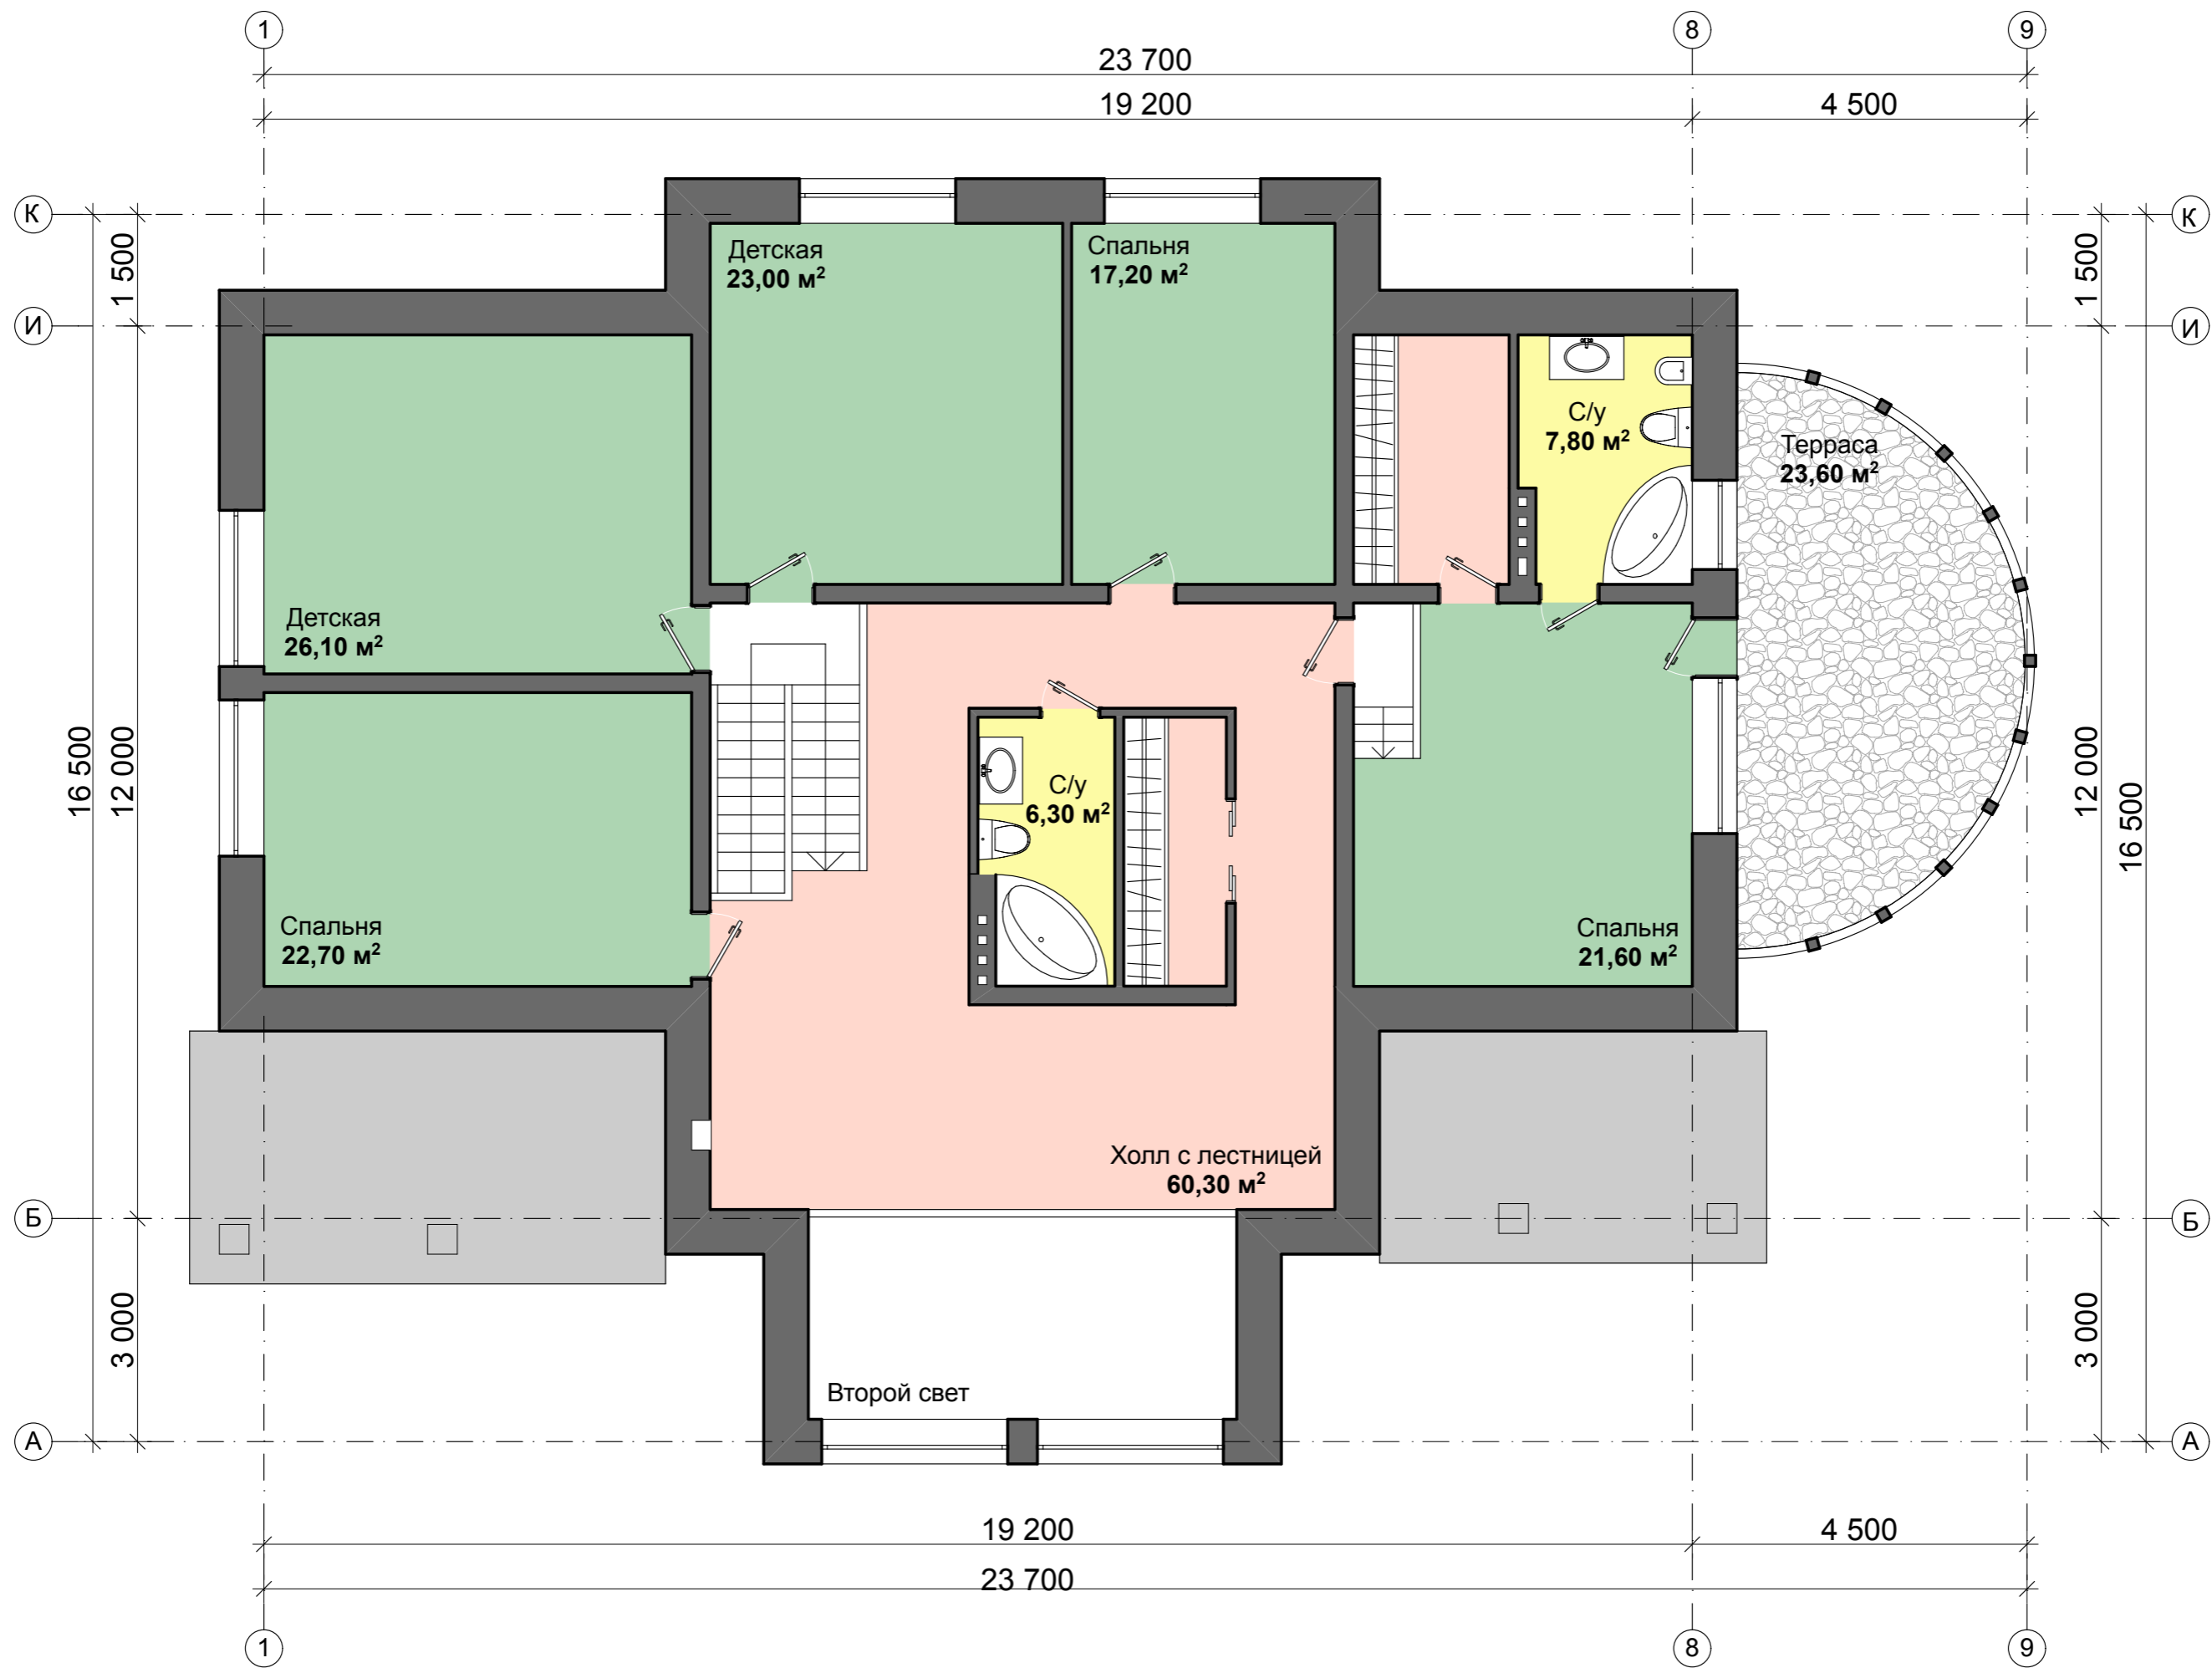 1
8
9
23 700
19 200
4 500
К
К
1 500
1 500
И
И
Детская
23,00 м²
Спальня
17,20 м²
С/у
7,80 м²
Терраса
23,60 м²
Детская
26,10 м²
16 500
12 000
12 000
16 500
С/у
6,30 м²
Спальня
22,70 м²
Спальня
21,60 м²
Холл с лестницей
60,30 м²
Б
Б
3 000
3 000
Второй свет
А
А
19 200
4 500
23 700
1
8
9